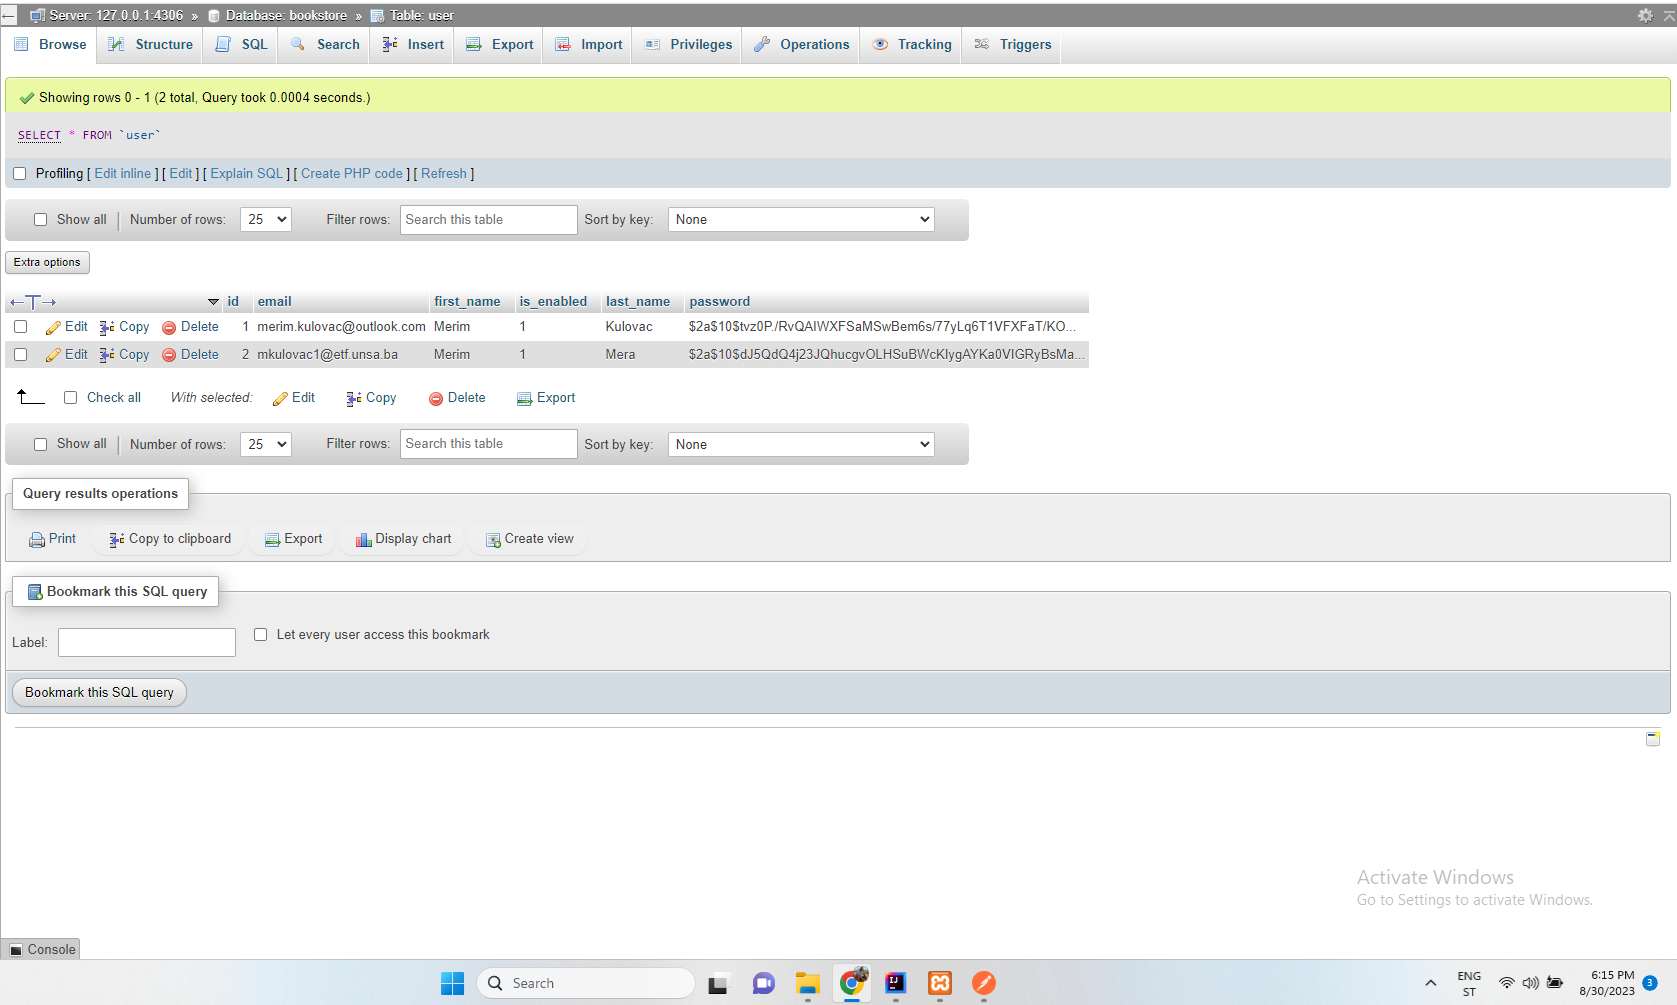 Server: 127.0.0.1:4306 » Database: bookstore » Table: user
Browse Structure SQL Search Insert Export Import Privileges Operations Tracking Triggers
Showing rows 0 - 1 (2 total, Query took 0.0004 seconds.)
SELECT * FROM `user`
Profiling [ Edit inline ] [ Edit ] [ Explain SQL ] [ Create PHP code ] [ Refresh ]
Show all Number of rows: 25 Filter rows: Search this table Sort by key: None
Extra options
id email first_name is_enabled last_name password
Edit Copy Delete 1 merim.kulovac@outlook.com Merim 1 Kulovac $2a$10$tvz0P./RvQAIWXFSaMSwBem6s/77yLq6T1VFXFaT/KO...
Edit Copy Delete 2 mkulovac1@etf.unsa.ba Merim 1 Mera $2a$10$dJ5QdQ4j23JQhucgvOLHSuBWcKlygAYKa0VIGRyBsMa...
Check all With selected: Edit Copy Delete Export
Show all Number of rows: 25 Filter rows: Search this table Sort by key: None
Query results operations
Print Copy to clipboard Export Display chart Create view
Bookmark this SQL query
Label: Let every user access this bookmark
Bookmark this SQL query
Activate Windows
Go to Settings to activate Windows.
Console
Search
ENG
ST
6:15 PM
8/30/2023
3